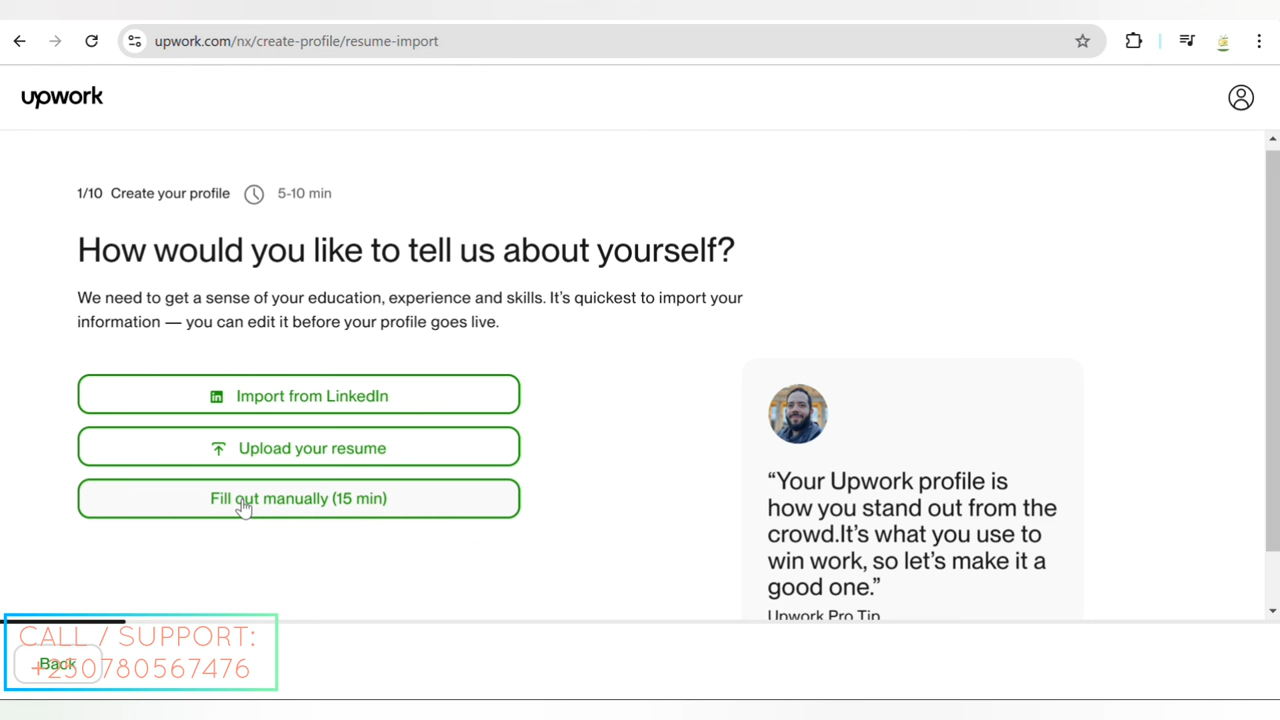 upwork.com/nx/create-profile/resume-import
upwork
1/10 Create your profile 5-10 min
How would you like to tell us about yourself?
We need to get a sense of your education, experience and skills. It's quickest to import your
information — you can edit it before your profile goes live.
in Import from LinkedIn
Upload your resume
Fill out manually (15 min)
“Your Upwork profile is
how you stand out from the
crowd.It's what you use to
win work, so let's make it a
good one.”
Upwork Pro Tip
CALL / SUPPORT:
Back
+250780567476